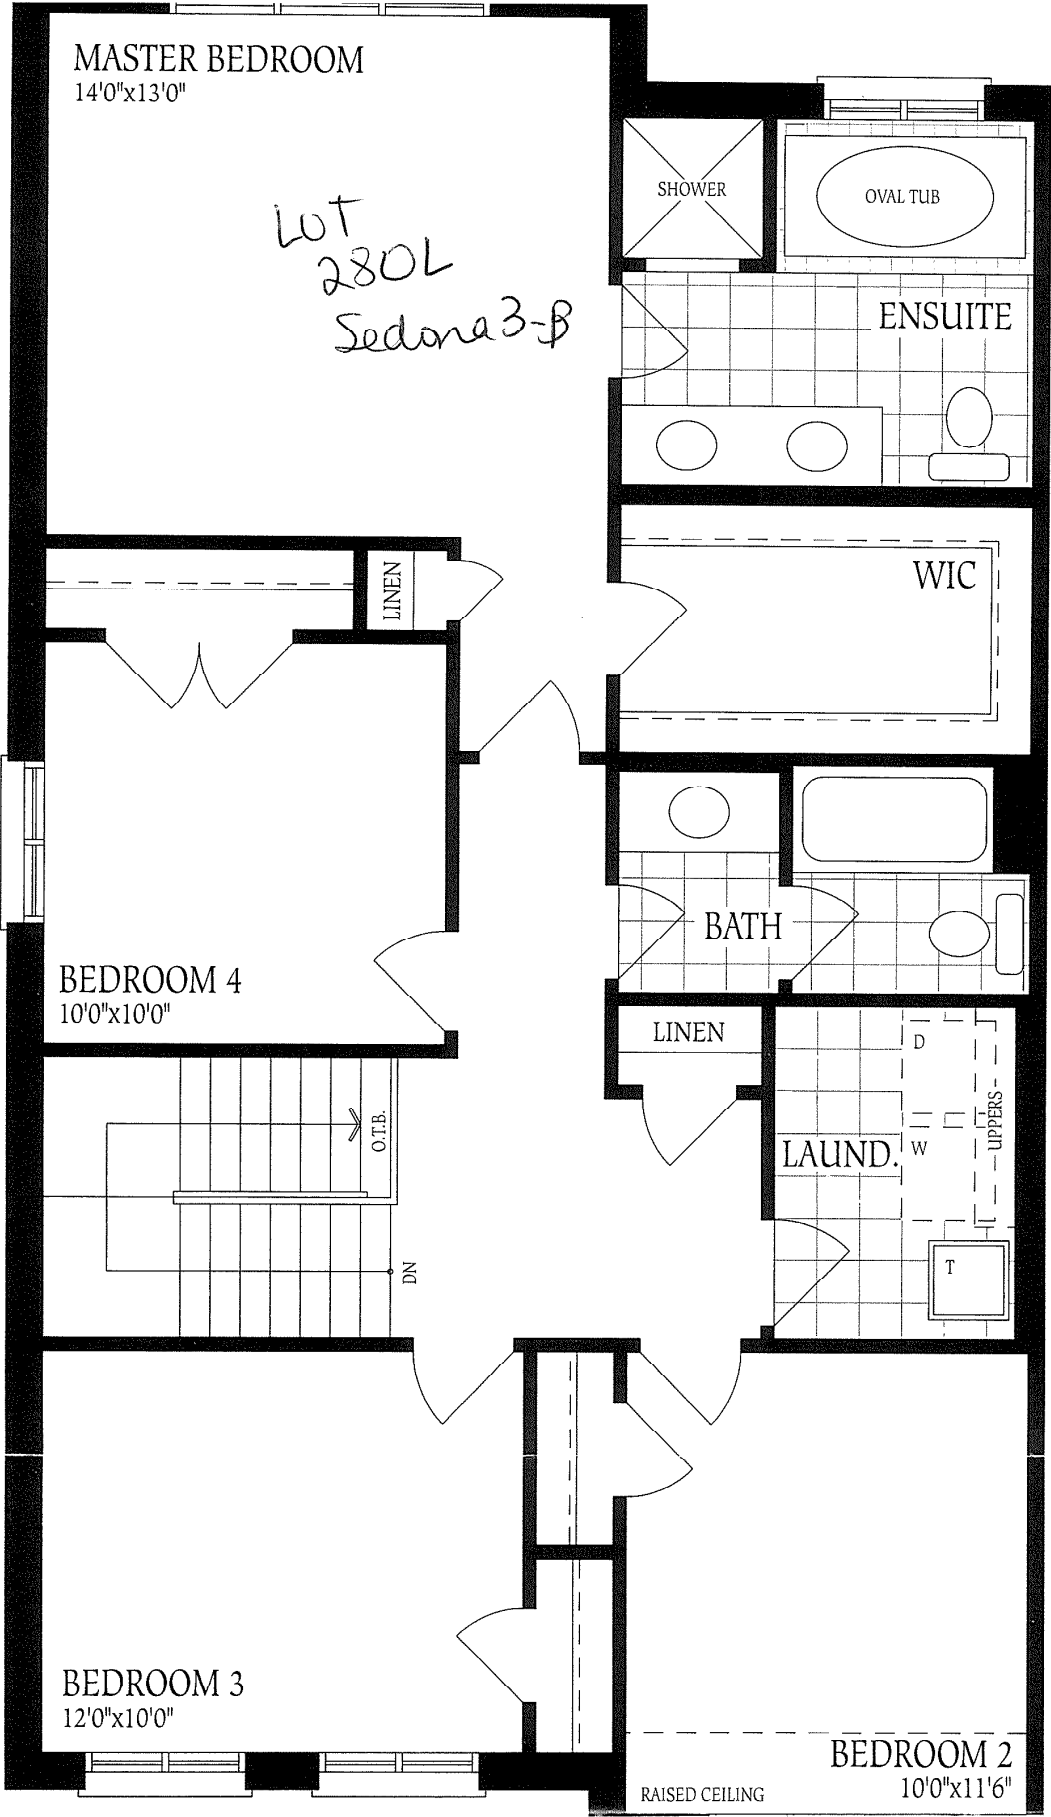 MASTER BEDROOM
14'0"x13'0"
LOT
280L
Sedona 3-B
SHOWER
OVAL TUB
ENSUITE
LINEN
WIC
BATH
BEDROOM 4
10'0"x10'0"
LINEN
D
UPPERS
O.T.B.
LAUND.
W
DN
T
BEDROOM 3
12'0"x10'0"
BEDROOM 2
10'0"x11'6"
RAISED CEILING